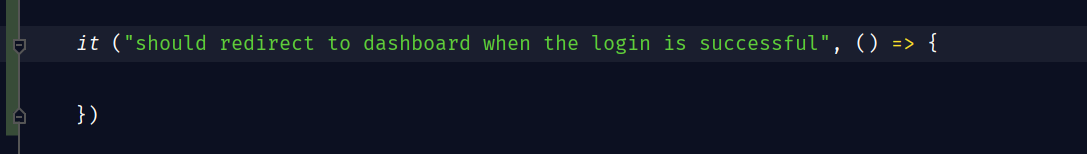 it ("should redirect to dashboard when the login is successful", () => {
})